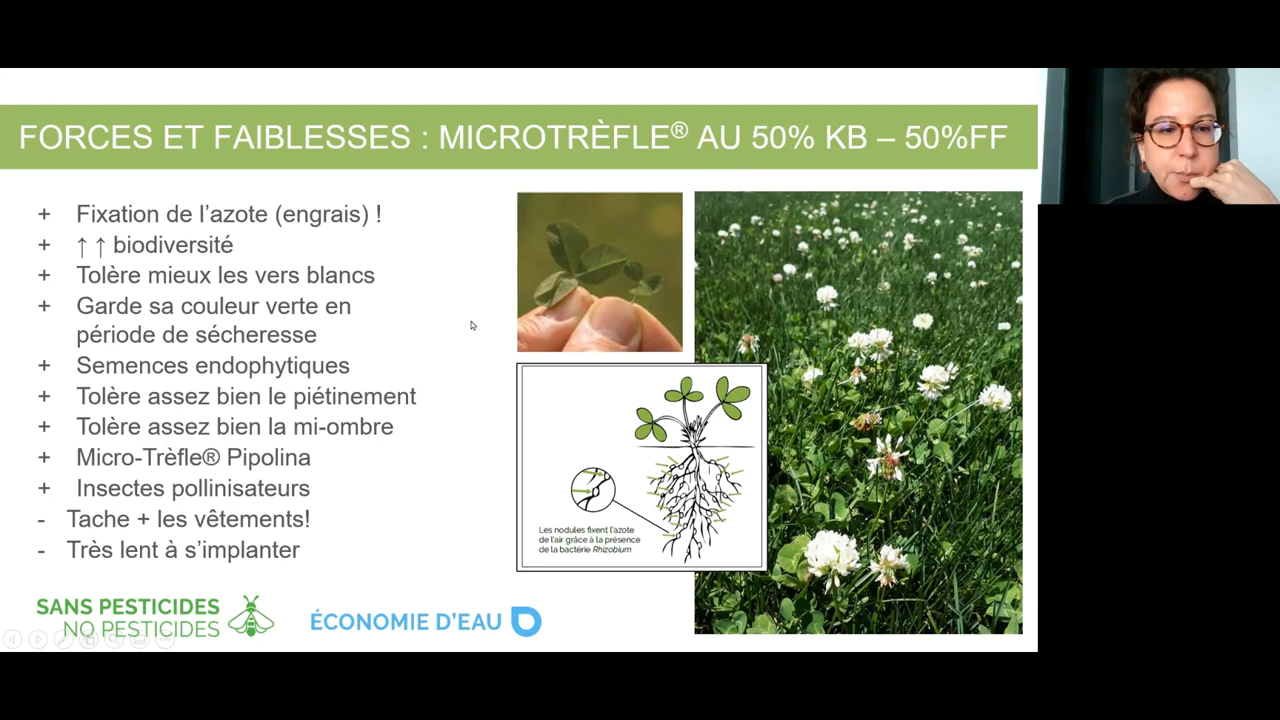 FORCES ET FAIBLESSES : MICROTRÈFLE® AU 50% KB – 50%FF
+ Fixation de l’azote (engrais) !
+ ↑ ↑ biodiversité
+ Tolère mieux les vers blancs
+ Garde sa couleur verte en
période de sécheresse
+ Semences endophytiques
+ Tolère assez bien le piétinement
+ Tolère assez bien la mi-ombre
+ Micro-Trèfle® Pipolina
+ Insectes pollinisateurs
- Tache + les vêtements!
- Très lent à s’implanter
Les nodules fixent l’azote
de l’air grâce à la présence
de la bactérie Rhizobium
SANS PESTICIDES
NO PESTICIDES
ÉCONOMIE D’EAU